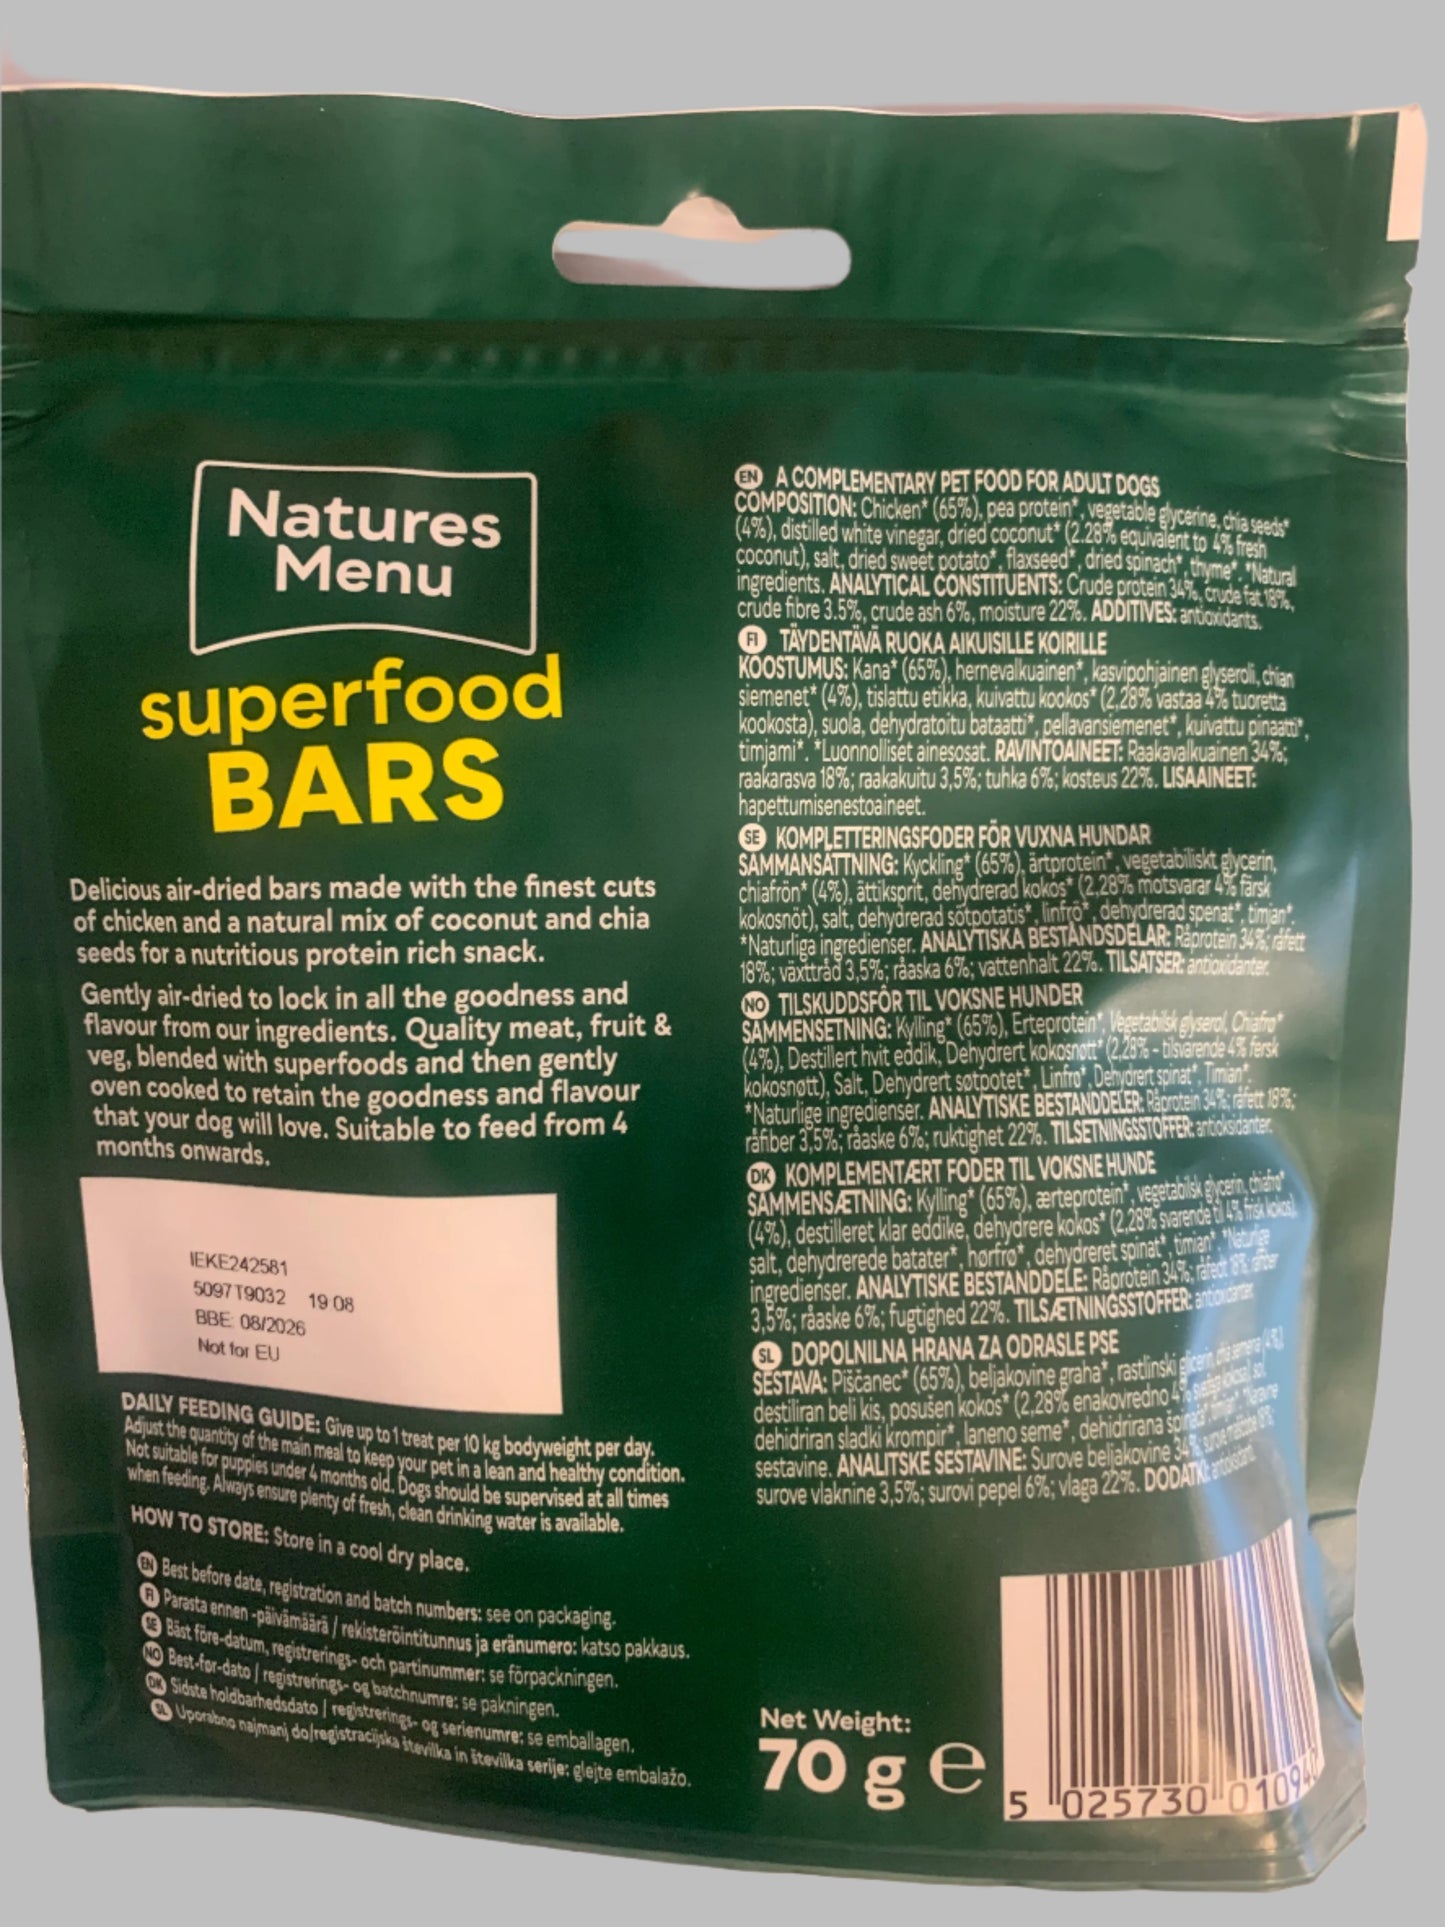 Natures
Menu
superfood
BARS
Delicious air-dried bars made with the finest cuts
of chicken and a natural mix of coconut and chia
seeds for a nutritious protein rich snack.
Gently air-dried to lock in all the goodness and
flavour from our ingredients. Quality meat, fruit &
veg, blended with superfoods and then gently
oven cooked to retain the goodness and flavour
that your dog will love. Suitable to feed from 4
months onwards.
IEKE242581
5097T9032 19 08
BBE: 08/2026
Not for EU
DAILY FEEDING GUIDE: Give up to 1 treat per 10 kg bodyweight per day.
Adjust the quantity of the main meal to keep your pet in a lean and healthy condition.
Not suitable for puppies under 4 months old. Dogs should be supervised at all times
when feeding. Always ensure plenty of fresh, clean drinking water is available.
HOW TO STORE: Store in a cool dry place.
EN Best before date, registration and batch numbers: see on packaging.
FI Parasta ennen -päivämäärä / rekisteröintitunnus ja eränumero: katso pakkaus.
SE Bäst före-datum, registrerings- och partinummer: se förpackningen.
NO Best-før-dato / registrerings- og batchnumre: se pakningen.
DK Sidste holdbarhedsdato / registrerings- og serienumre: se emballagen.
SL Uporabno najmanj do/registracijska številka in številka serije: glejte embalažo.
EN A COMPLEMENTARY PET FOOD FOR ADULT DOGS
COMPOSITION: Chicken* (65%), pea protein*, vegetable glycerine, chia seeds*
(4%), distilled white vinegar, dried coconut* (2.28% equivalent to 4% fresh
coconut), salt, dried sweet potato*, flaxseed*, dried spinach*, thyme*. *Natural
ingredients. ANALYTICAL CONSTITUENTS: Crude protein 34%, crude fat 18%,
crude fibre 3.5%, crude ash 6%, moisture 22%. ADDITIVES: antioxidants.
FI TÄYDENTÄVÄ RUOKA AIKUISILLE KOIRILLE
KOOSTUMUS: Kana* (65%), hernevalkuainen*, kasvipohjainen glyseroli, chian
siemenet* (4%), tislattu etikka, kuivattu kookos* (2,28% vastaa 4% tuoretta
kookosta), suola, dehydratoitu bataatti*, pellavansiemenet*, kuivattu pinaatti*,
timjami*. *Luonnolliset ainesosat. RAVINTOAINEET: Raakavalkuainen 34%;
raakarasva 18%; raakakuitu 3,5%; tuhka 6%; kosteus 22%. LISÄAINEET:
hapettumisenestoaineet.
SE KOMPLETTERINGSFODER FÖR VUXNA HUNDAR
SAMMANSÄTTNING: Kyckling* (65%), ärtprotein*, vegetabiliskt glycerin,
chiafrön* (4%), ättiksprit, dehydrerad kokos* (2,28% motsvarar 4% färsk
kokosnöt), salt, dehydrerad sötpotatis*, linfrö*, dehydrerad spenat*, timjan*.
*Naturliga ingredienser. ANALYTISKA BESTÅNDSDELAR: Råprotein 34%; råfett
18%; växttråd 3,5%; råaska 6%; vattenhalt 22%. TILSATSER: antioxidanter.
NO TILSKUDDSFÔR TIL VOKSNE HUNDER
SAMMENSETNING: Kylling* (65%), Erteprotein*, Vegetabilsk glyserol, Chiafrø*
(4%), Destillert hvit eddik, Dehydrert kokosnøtt* (2,28% - tilsvarende 4% fersk
kokosnøtt), Salt, Dehydrert søtpotet*, Linfrø*, Dehydrert spinat*, Timian*.
*Naturlige ingredienser. ANALYTISKE BESTANDDELER: Råprotein 34%; råfett 18%;
råfiber 3,5%; råaske 6%; ruktighet 22%. TILSETNINGSSTOFFER: antioksidanter.
DK KOMPLEMENTÆRT FODER TIL VOKSNE HUNDE
SAMMENSÆTNING: Kylling* (65%), ærteprotein*, vegetabilsk glycerin, chiafrø*
(4%), destilleret klar eddike, dehydrere kokos* (2,28% svarende til 4% frisk kokos),
salt, dehydrerede batater*, hørfrø*, dehydreret spinat*, timian*. *Naturlige
ingredienser. ANALYTISKE BESTANDDELE: Råprotein 34%; råfedt 18%; råfiber
3,5%; råaske 6%; fugtighed 22%. TILSÆTNINGSSTOFFER: antioxidanter.
SL DOPOLNILNA HRANA ZA ODRASLE PSE
SESTAVA: Piščanec* (65%), beljakovine graha*, rastlinski glicerin, chia semena (4%),
destiliran beli kis, posušen kokos* (2,28% enakovredno 4% sol,
dehidriran sladki krompir*, laneno seme*, dehidrirana špinača*,
sestavine. ANALITSKE SESTAVINE: Surove beljakovine 34%;
surove vlaknine 3,5%; surovi pepel 6%; vlaga 22%. DODATKI:
Net Weight:
70 g e
5 025730 01094